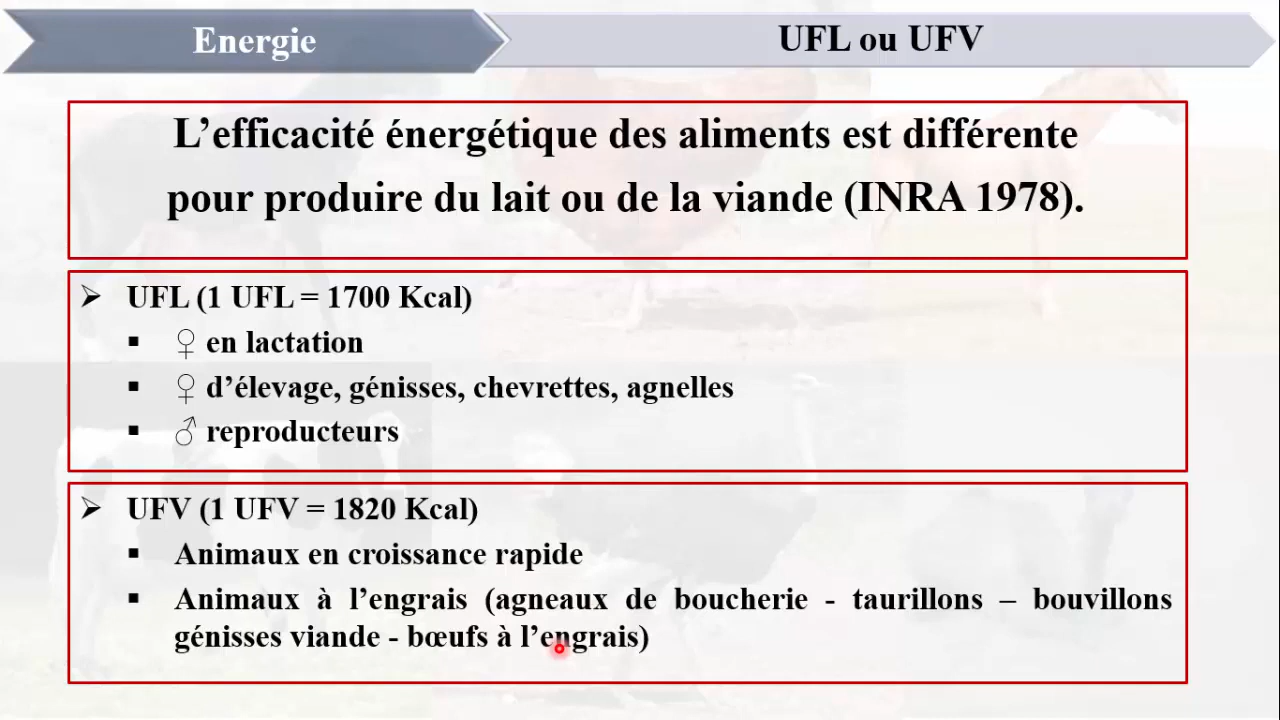 Energie
UFL ou UFV
L’efficacité énergétique des aliments est différente
pour produire du lait ou de la viande (INRA 1978).
➢ UFL (1 UFL = 1700 Kcal)
▪ ♀ en lactation
▪ ♀ d’élevage, génisses, chevrettes, agnelles
▪ ♂ reproducteurs
➢ UFV (1 UFV = 1820 Kcal)
▪ Animaux en croissance rapide
▪ Animaux à l’engrais (agneaux de boucherie - taurillons – bouvillons
génisses viande - bœufs à l’engrais)